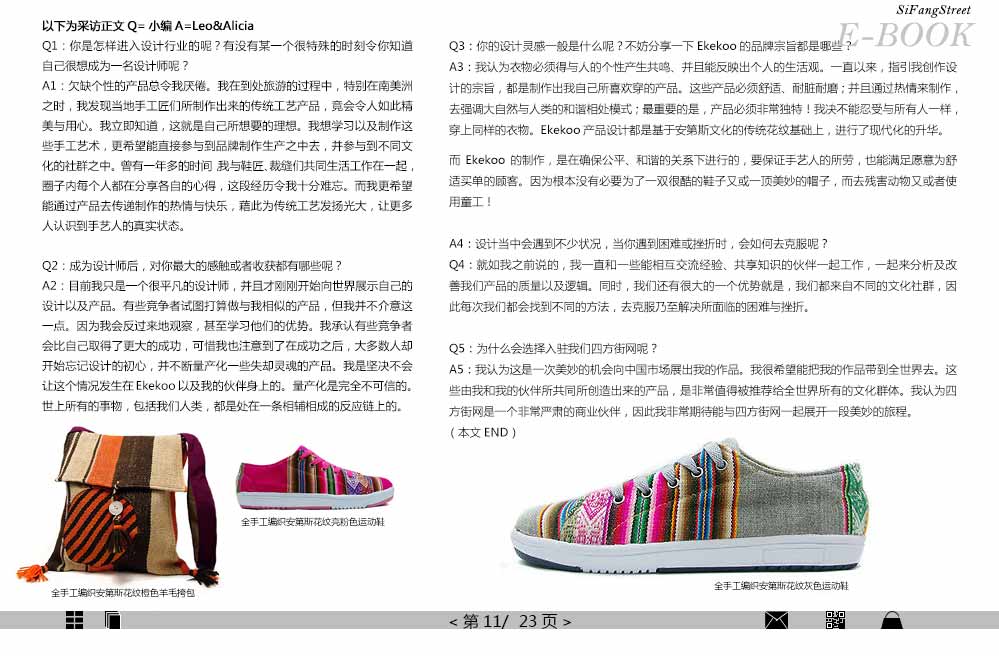 SiFangStreet
E-BOOK
以下为采访正文 Q= 小编 A=Leo&Alicia
Q1：你是怎样进入设计行业的呢？有没有某一个很特殊的时刻令你知道
自己很想成为一名设计师呢？
A1：欠缺个性的产品总令我厌倦。我在到处旅游的过程中，特别在南美洲
之时，我发现当地手工匠们所制作出来的传统工艺产品，竟会令人如此精
美与用心。我立即知道，这就是自己所想要的理想。我想学习以及制作这
些手工艺术，更希望能直接参与到品牌制作生产之中去，并参与到不同文
化的社群之中。曾有一年多的时间 ,我与鞋匠、裁缝们共同生活工作在一起，
圈子内每个人都在分享各自的心得，这段经历令我十分难忘。而我更希望
能通过产品去传递制作的热情与快乐，藉此为传统工艺发扬光大，让更多
人认识到手艺人的真实状态。
Q2：成为设计师后，对你最大的感触或者收获都有哪些呢？
A2：目前我只是一个很平凡的设计师，并且才刚刚开始向世界展示自己的
设计以及产品。有些竞争者试图打算做与我相似的产品，但我并不介意这
一点。因为我会反过来地观察，甚至学习他们的优势。我承认有些竞争者
会比自己取得了更大的成功，可惜我也注意到了在成功之后，大多数人却
开始忘记设计的初心，并不断量产化一些失却灵魂的产品。我是坚决不会
让这个情况发生在 Ekekoo 以及我的伙伴身上的。量产化是完全不可信的。
世上所有的事物，包括我们人类，都是处在一条相辅相成的反应链上的。
Q3：你的设计灵感一般是什么呢？不妨分享一下 Ekekoo 的品牌宗旨都是哪些？
A3：我认为衣物必须得与人的个性产生共鸣、并且能反映出个人的生活观。一直以来，指引我创作设
计的宗旨，都是制作出我自己所喜欢穿的产品。这些产品必须舒适、耐脏耐磨；并且通过热情来制作，
去强调大自然与人类的和谐相处模式；最重要的是，产品必须非常独特！我决不能忍受与所有人一样，
穿上同样的衣物。Ekekoo 产品设计都是基于安第斯文化的传统花纹基础上，进行了现代化的升华。
而 Ekekoo 的制作，是在确保公平、和谐的关系下进行的，要保证手艺人的所劳，也能满足愿意为舒
适买单的顾客。因为根本没有必要为了一双很酷的鞋子又或一顶美妙的帽子，而去残害动物又或者使
用童工！
A4：设计当中会遇到不少状况，当你遇到困难或挫折时，会如何去克服呢？
Q4：就如我之前说的，我一直和一些能相互交流经验、共享知识的伙伴一起工作，一起来分析及改
善我们产品的质量以及逻辑。同时，我们还有很大的一个优势就是，我们都来自不同的文化社群，因
此每次我们都会找到不同的方法，去克服乃至解决所面临的困难与挫折。
Q5：为什么会选择入驻我们四方街网呢？
A5：我认为这是一次美妙的机会向中国市场展出我的作品。我很希望能把我的作品带到全世界去。这
些由我和我的伙伴所共同所创造出来的产品，是非常值得被推荐给全世界所有的文化群体。我认为四
方街网是一个非常严肃的商业伙伴，因此我非常期待能与四方街网一起展开一段美妙的旅程。
（本文 END）
全手工编织安第斯花纹亮粉色运动鞋
全手工编织安第斯花纹橙色羊毛挎包
全手工编织安第斯花纹灰色运动鞋
< 第 11/ 23 页 >